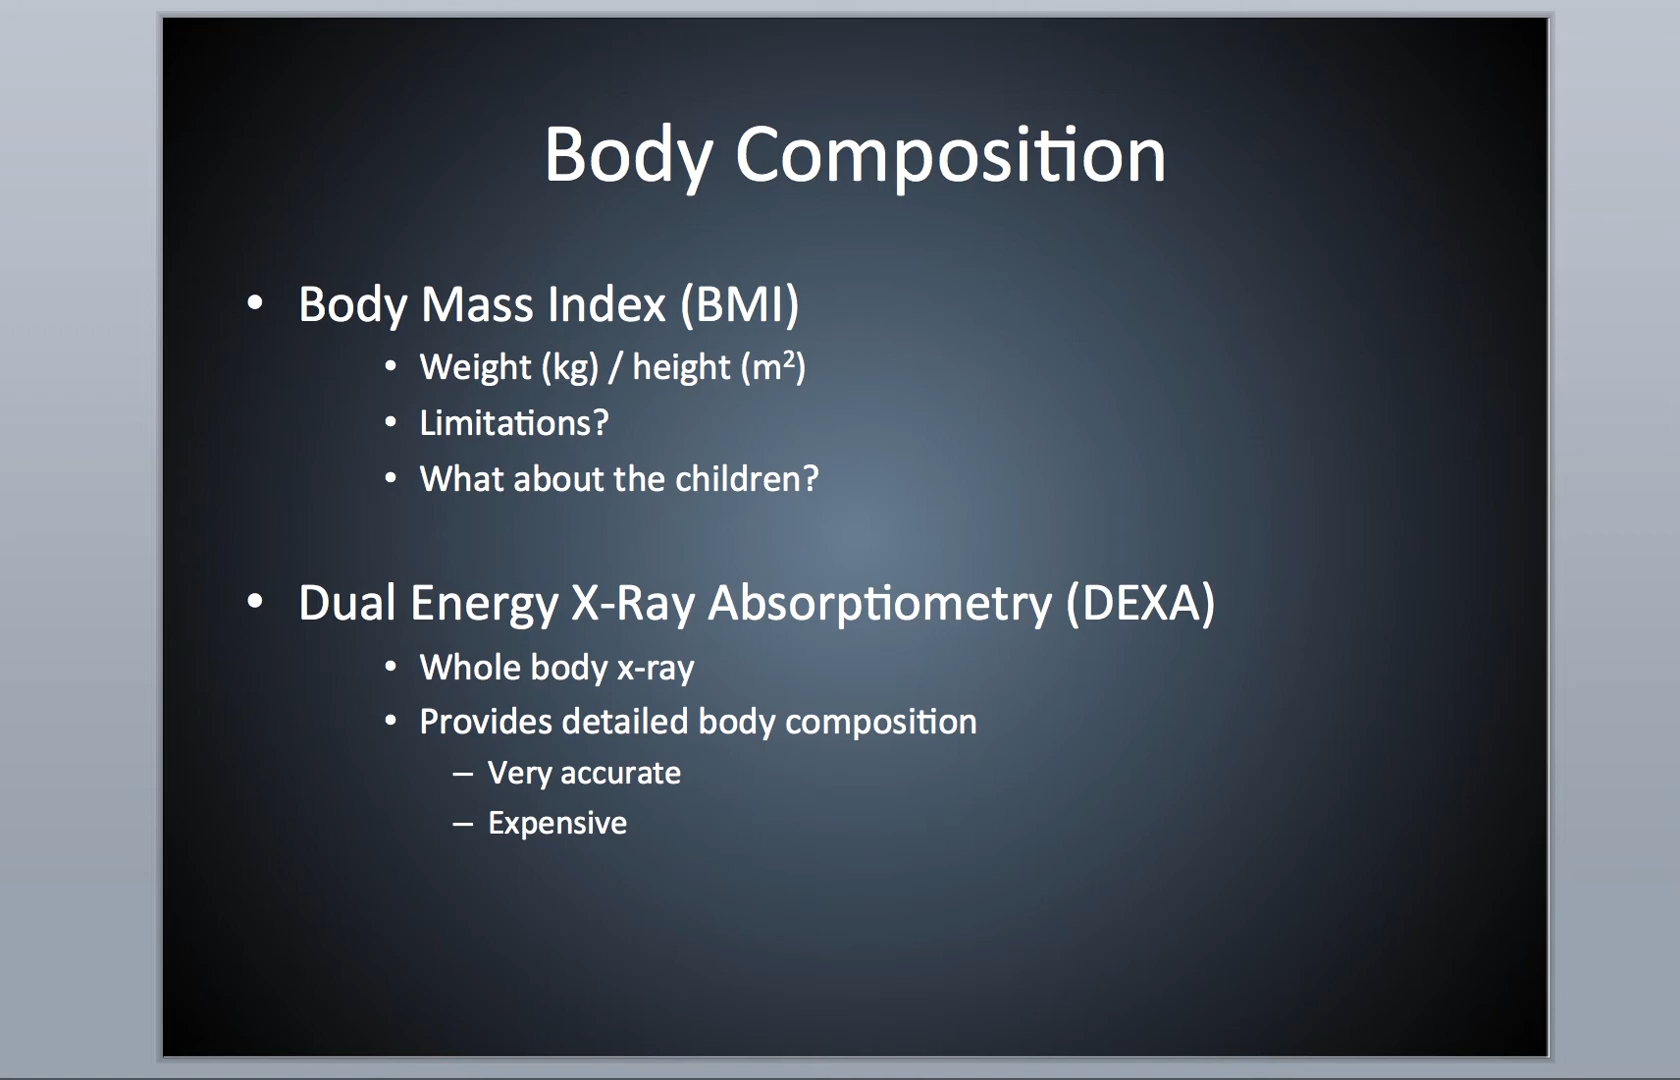 Body Composition
• Body Mass Index (BMI)
• Weight (kg) / height (m²)
• Limitations?
• What about the children?
• Dual Energy X-Ray Absorptiometry (DEXA)
• Whole body x-ray
• Provides detailed body composition
– Very accurate
– Expensive